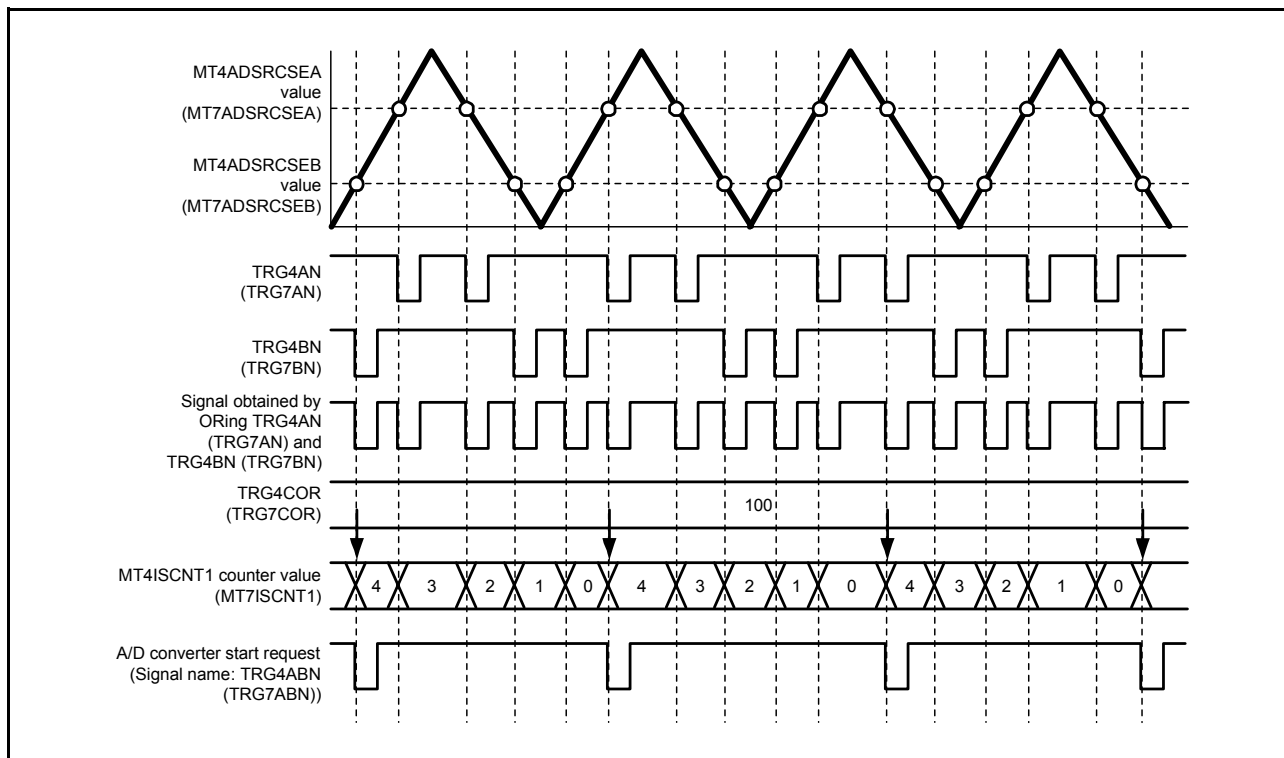 MT4ADSRCSEA
value
(MT7ADSRCSEA)
MT4ADSRCSEB
value
(MT7ADSRCSEB)
TRG4AN
(TRG7AN)
TRG4BN
(TRG7BN)
Signal obtained by
ORing TRG4AN
(TRG7AN) and
TRG4BN (TRG7BN)
TRG4COR
(TRG7COR)
100
MT4ISCNT1 counter value
(MT7ISCNT1)
4 3 2 1 0 4 3 2 1 0 4 3 2 1 0
A/D converter start request
(Signal name: TRG4ABN
(TRG7ABN))